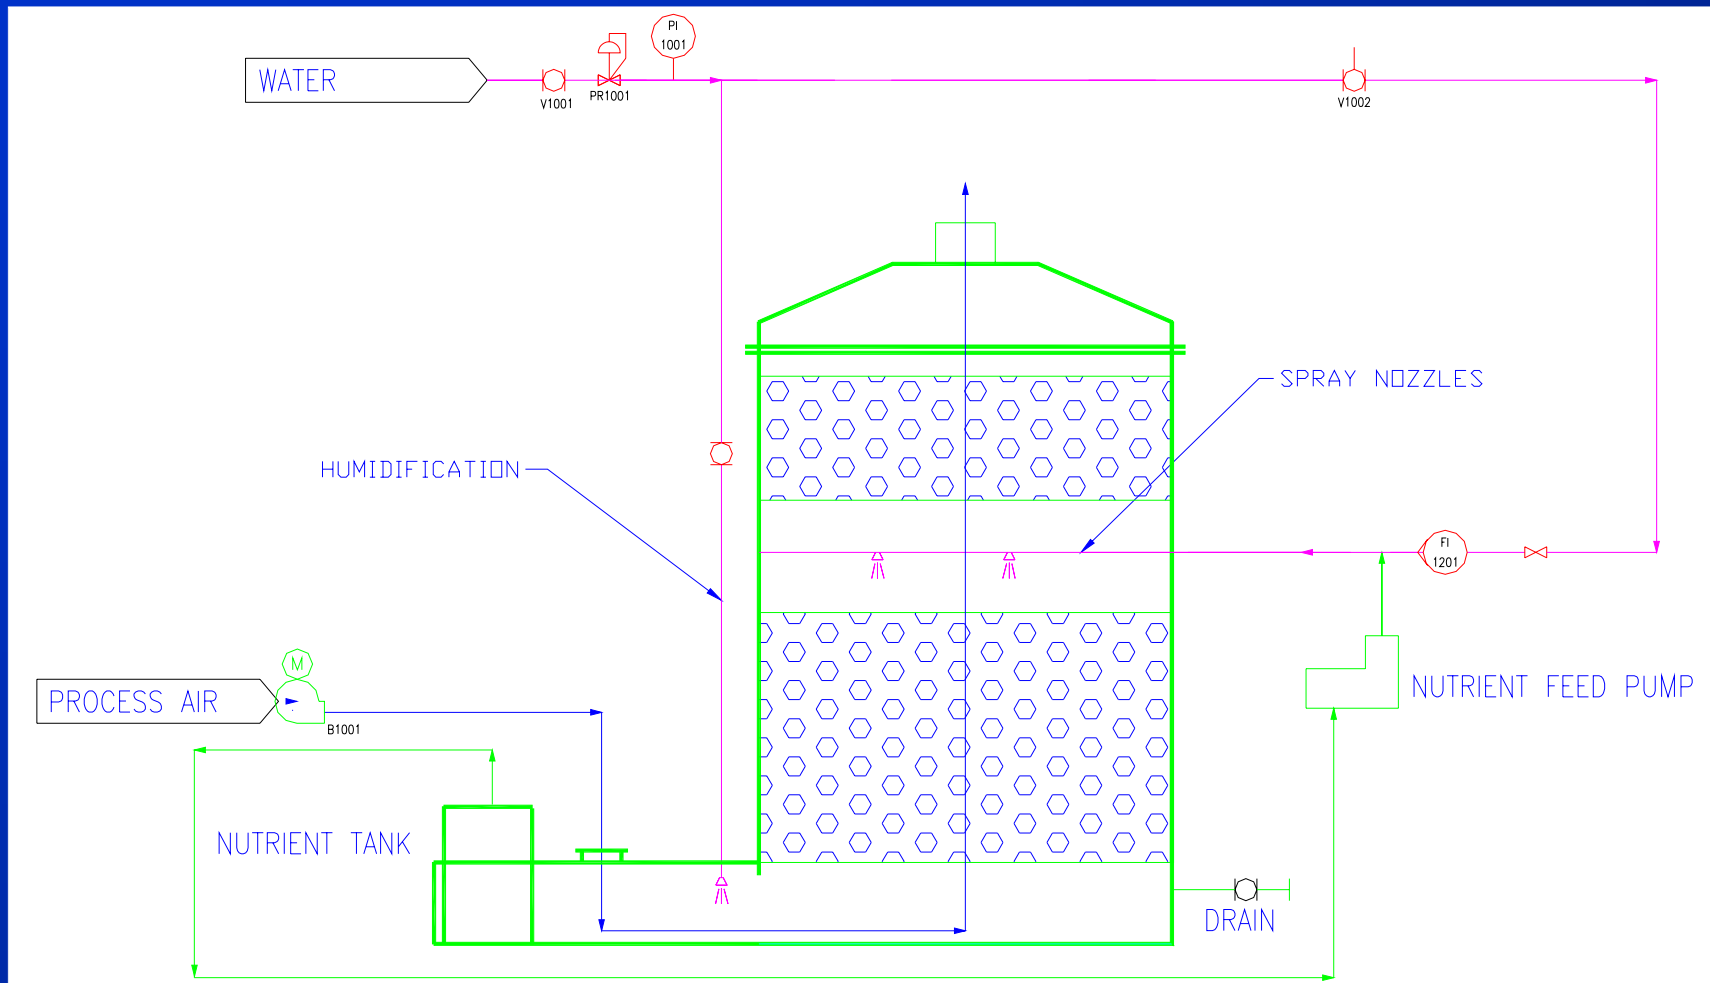 PI
1001
WATER
V1001
PR1001
V1002
SPRAY NOZZLES
HUMIDIFICATION
FI
1201
M
PROCESS AIR
B1001
NUTRIENT FEED PUMP
NUTRIENT TANK
DRAIN